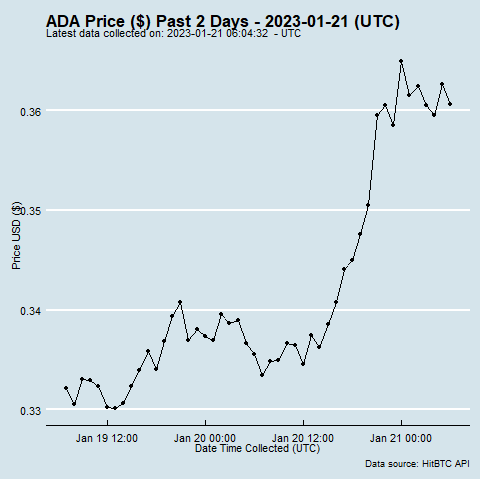 ADA Price ($) Past 2 Days - 2023-01-21 (UTC)
Latest data collected on: 2023-01-21 06:04:32 - UTC
0.36
0.35
Price USD ($)
0.34
0.33
Jan 19 12:00 Jan 20 00:00 Jan 20 12:00 Jan 21 00:00
Date Time Collected (UTC)
Data source: HitBTC API